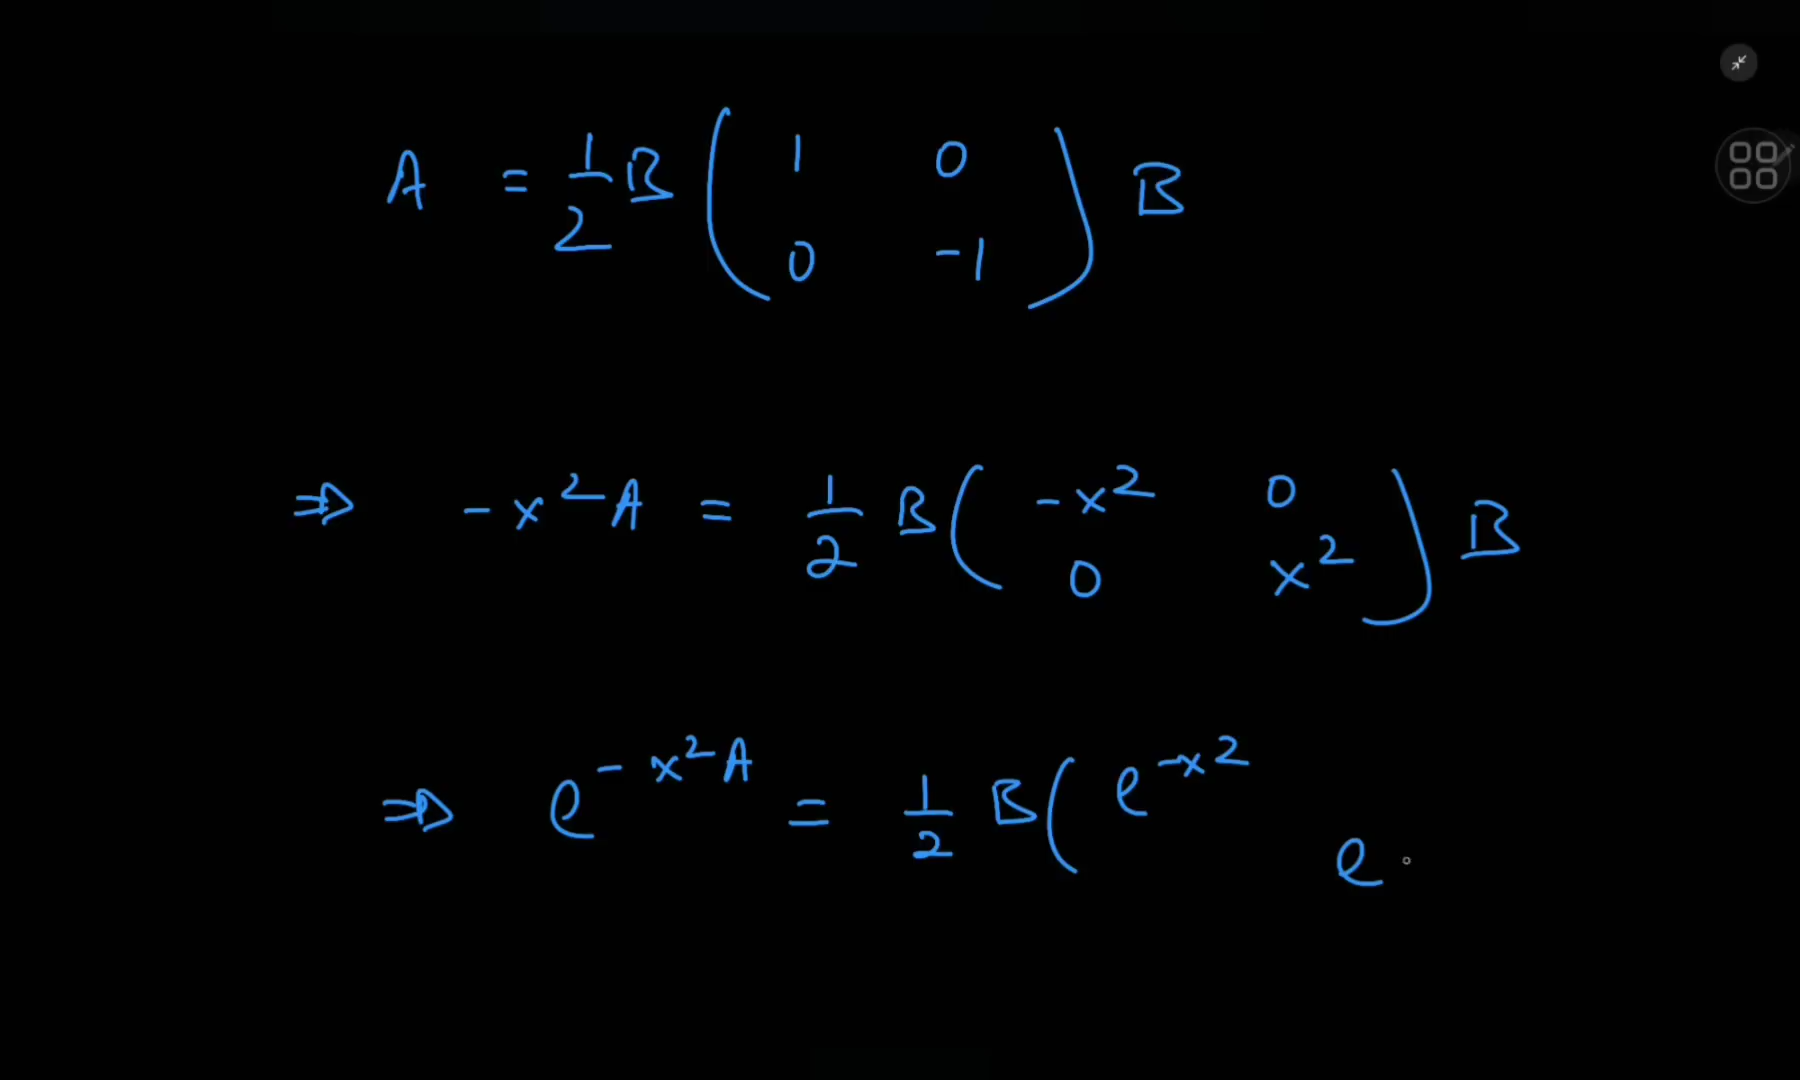 A = 1/2 B ( 1 0
0 -1 ) B
⇒ -x²A = 1/2 B ( -x² 0
0 x² ) B
⇒ e^{-x²A} = 1/2 B ( e^{-x²}
e